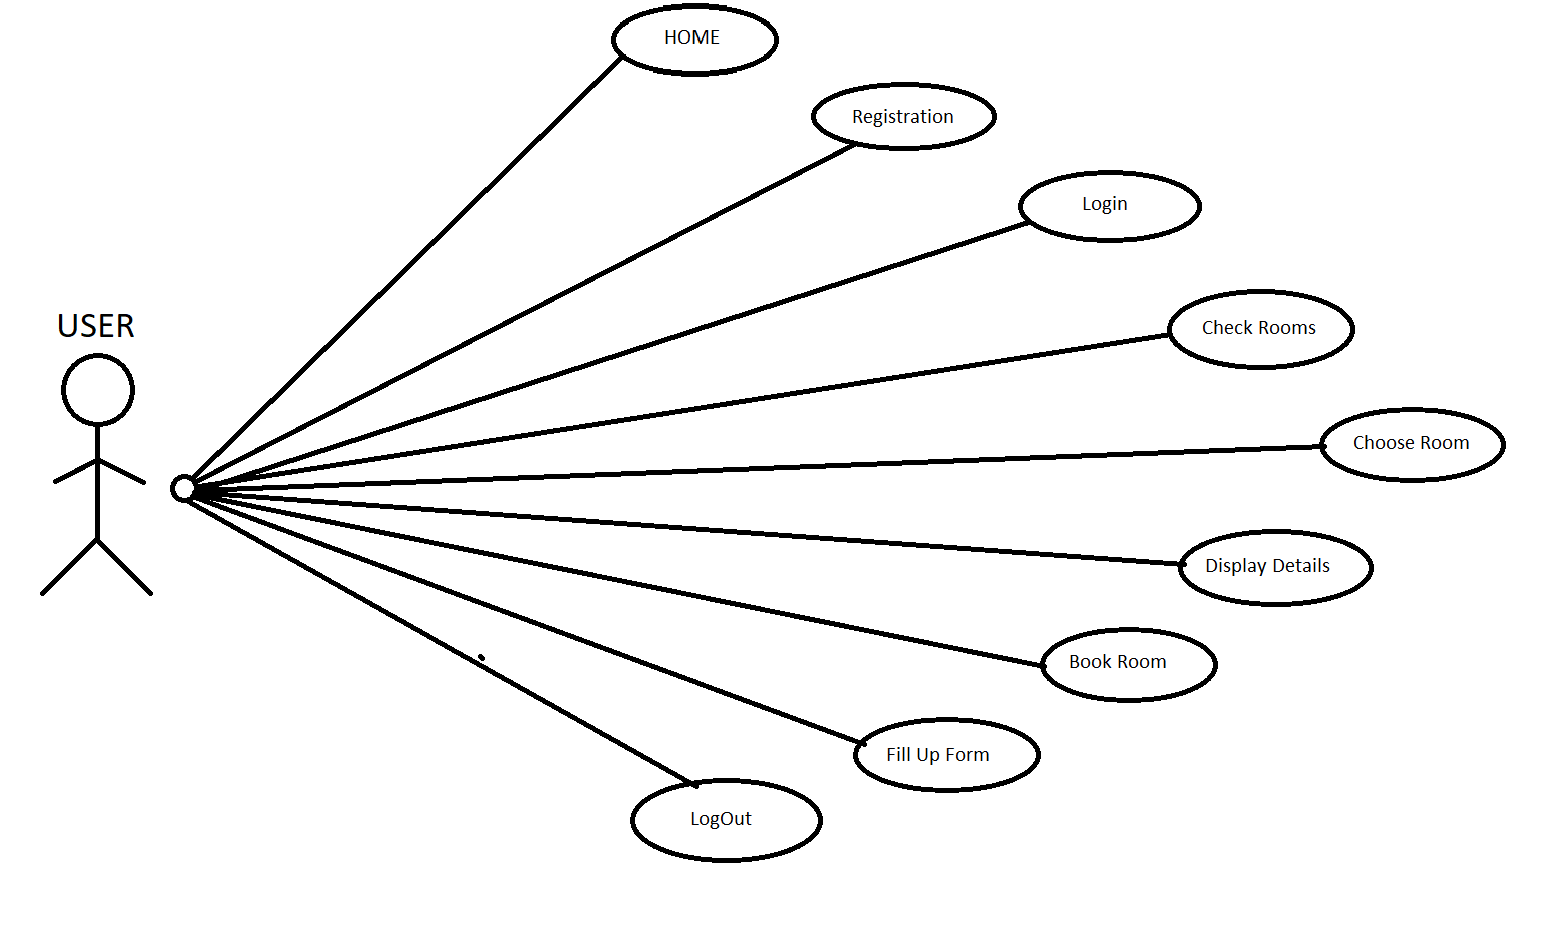 HOME
Registration
Login
Check Rooms
USER
Choose Room
Display Details
Book Room
Fill Up Form
LogOut